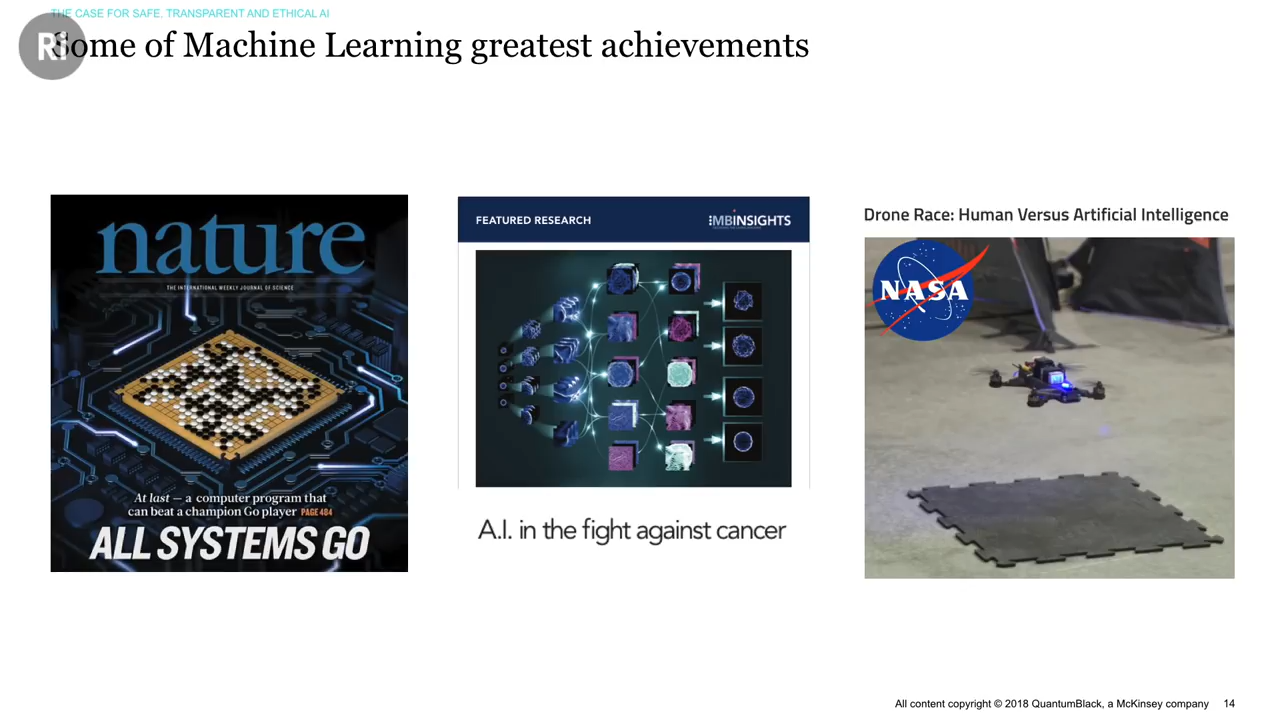 THE CASE FOR SAFE, TRANSPARENT AND ETHICAL AI
Ri
Some of Machine Learning greatest achievements
nature
THE INTERNATIONAL WEEKLY JOURNAL OF SCIENCE
At last — a computer program that
can beat a champion Go player PAGE 484
ALL SYSTEMS GO
FEATURED RESEARCH
IMBINSIGHTS
A.I. in the fight against cancer
Drone Race: Human Versus Artificial Intelligence
NASA
All content copyright © 2018 QuantumBlack, a McKinsey company 14